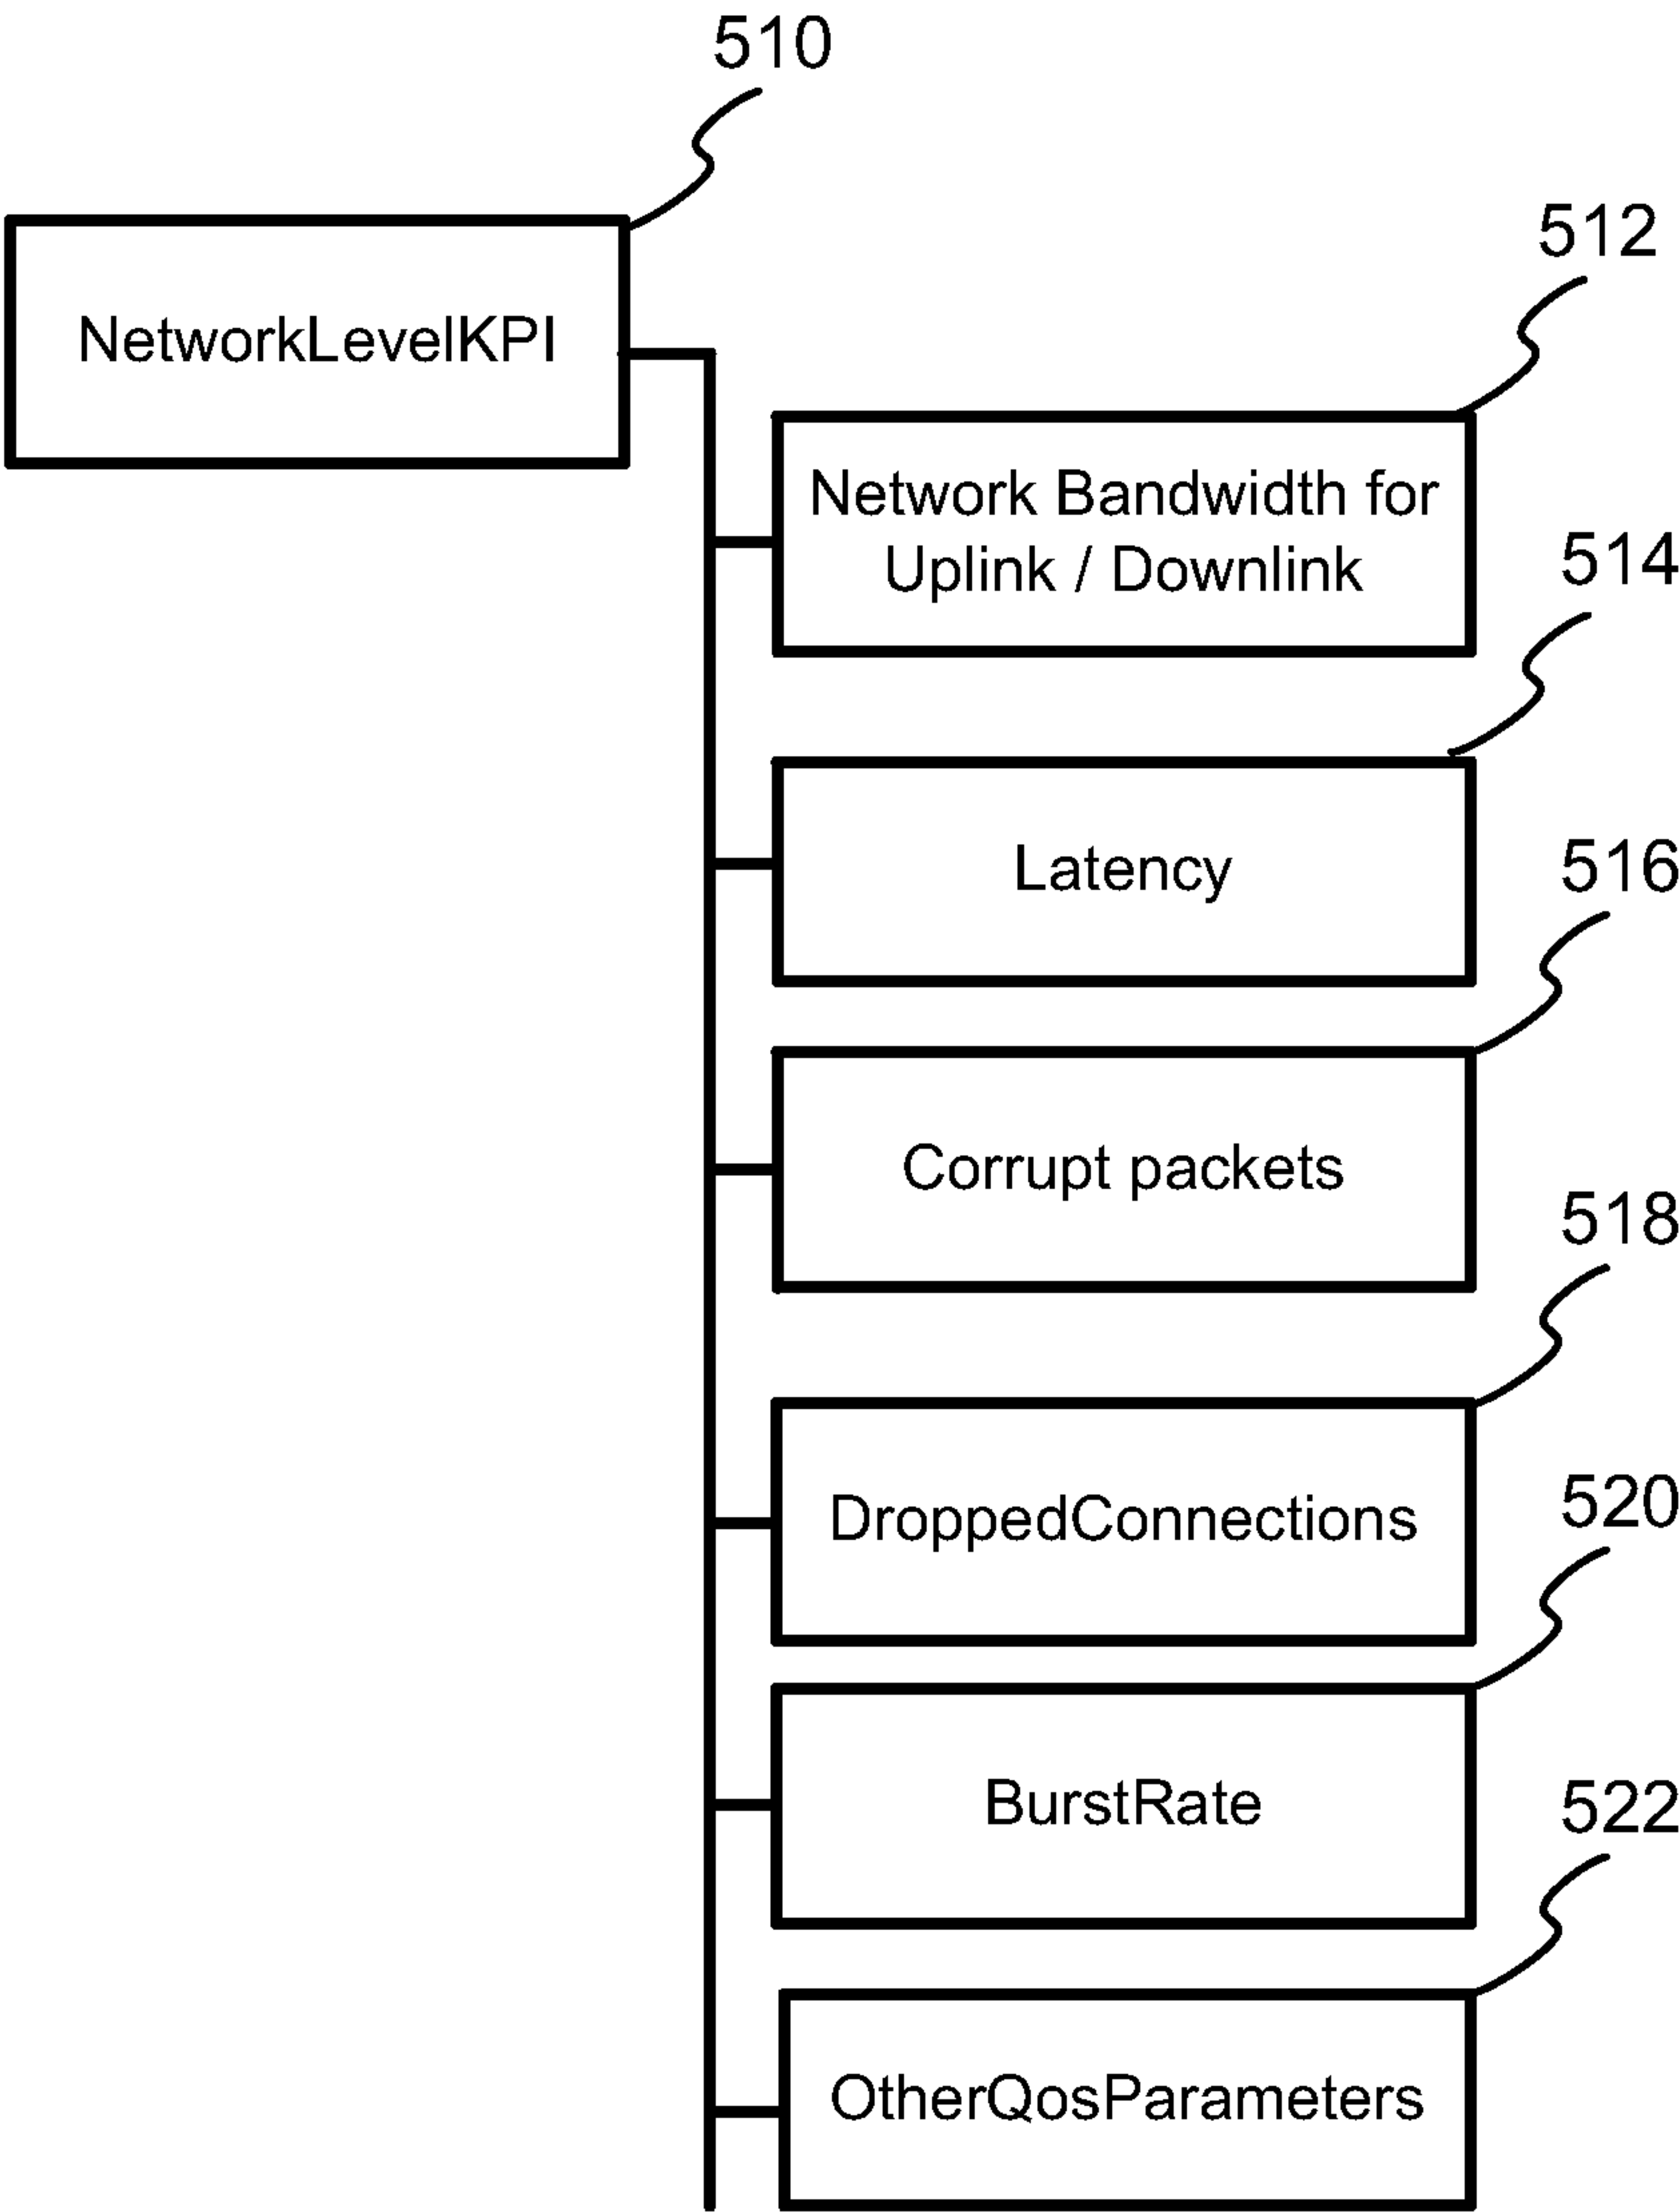 510
NetworkLevelKPI
512
Network Bandwidth for
Uplink / Downlink
514
Latency
516
Corrupt packets
518
DroppedConnections
520
BurstRate
522
OtherQosParameters